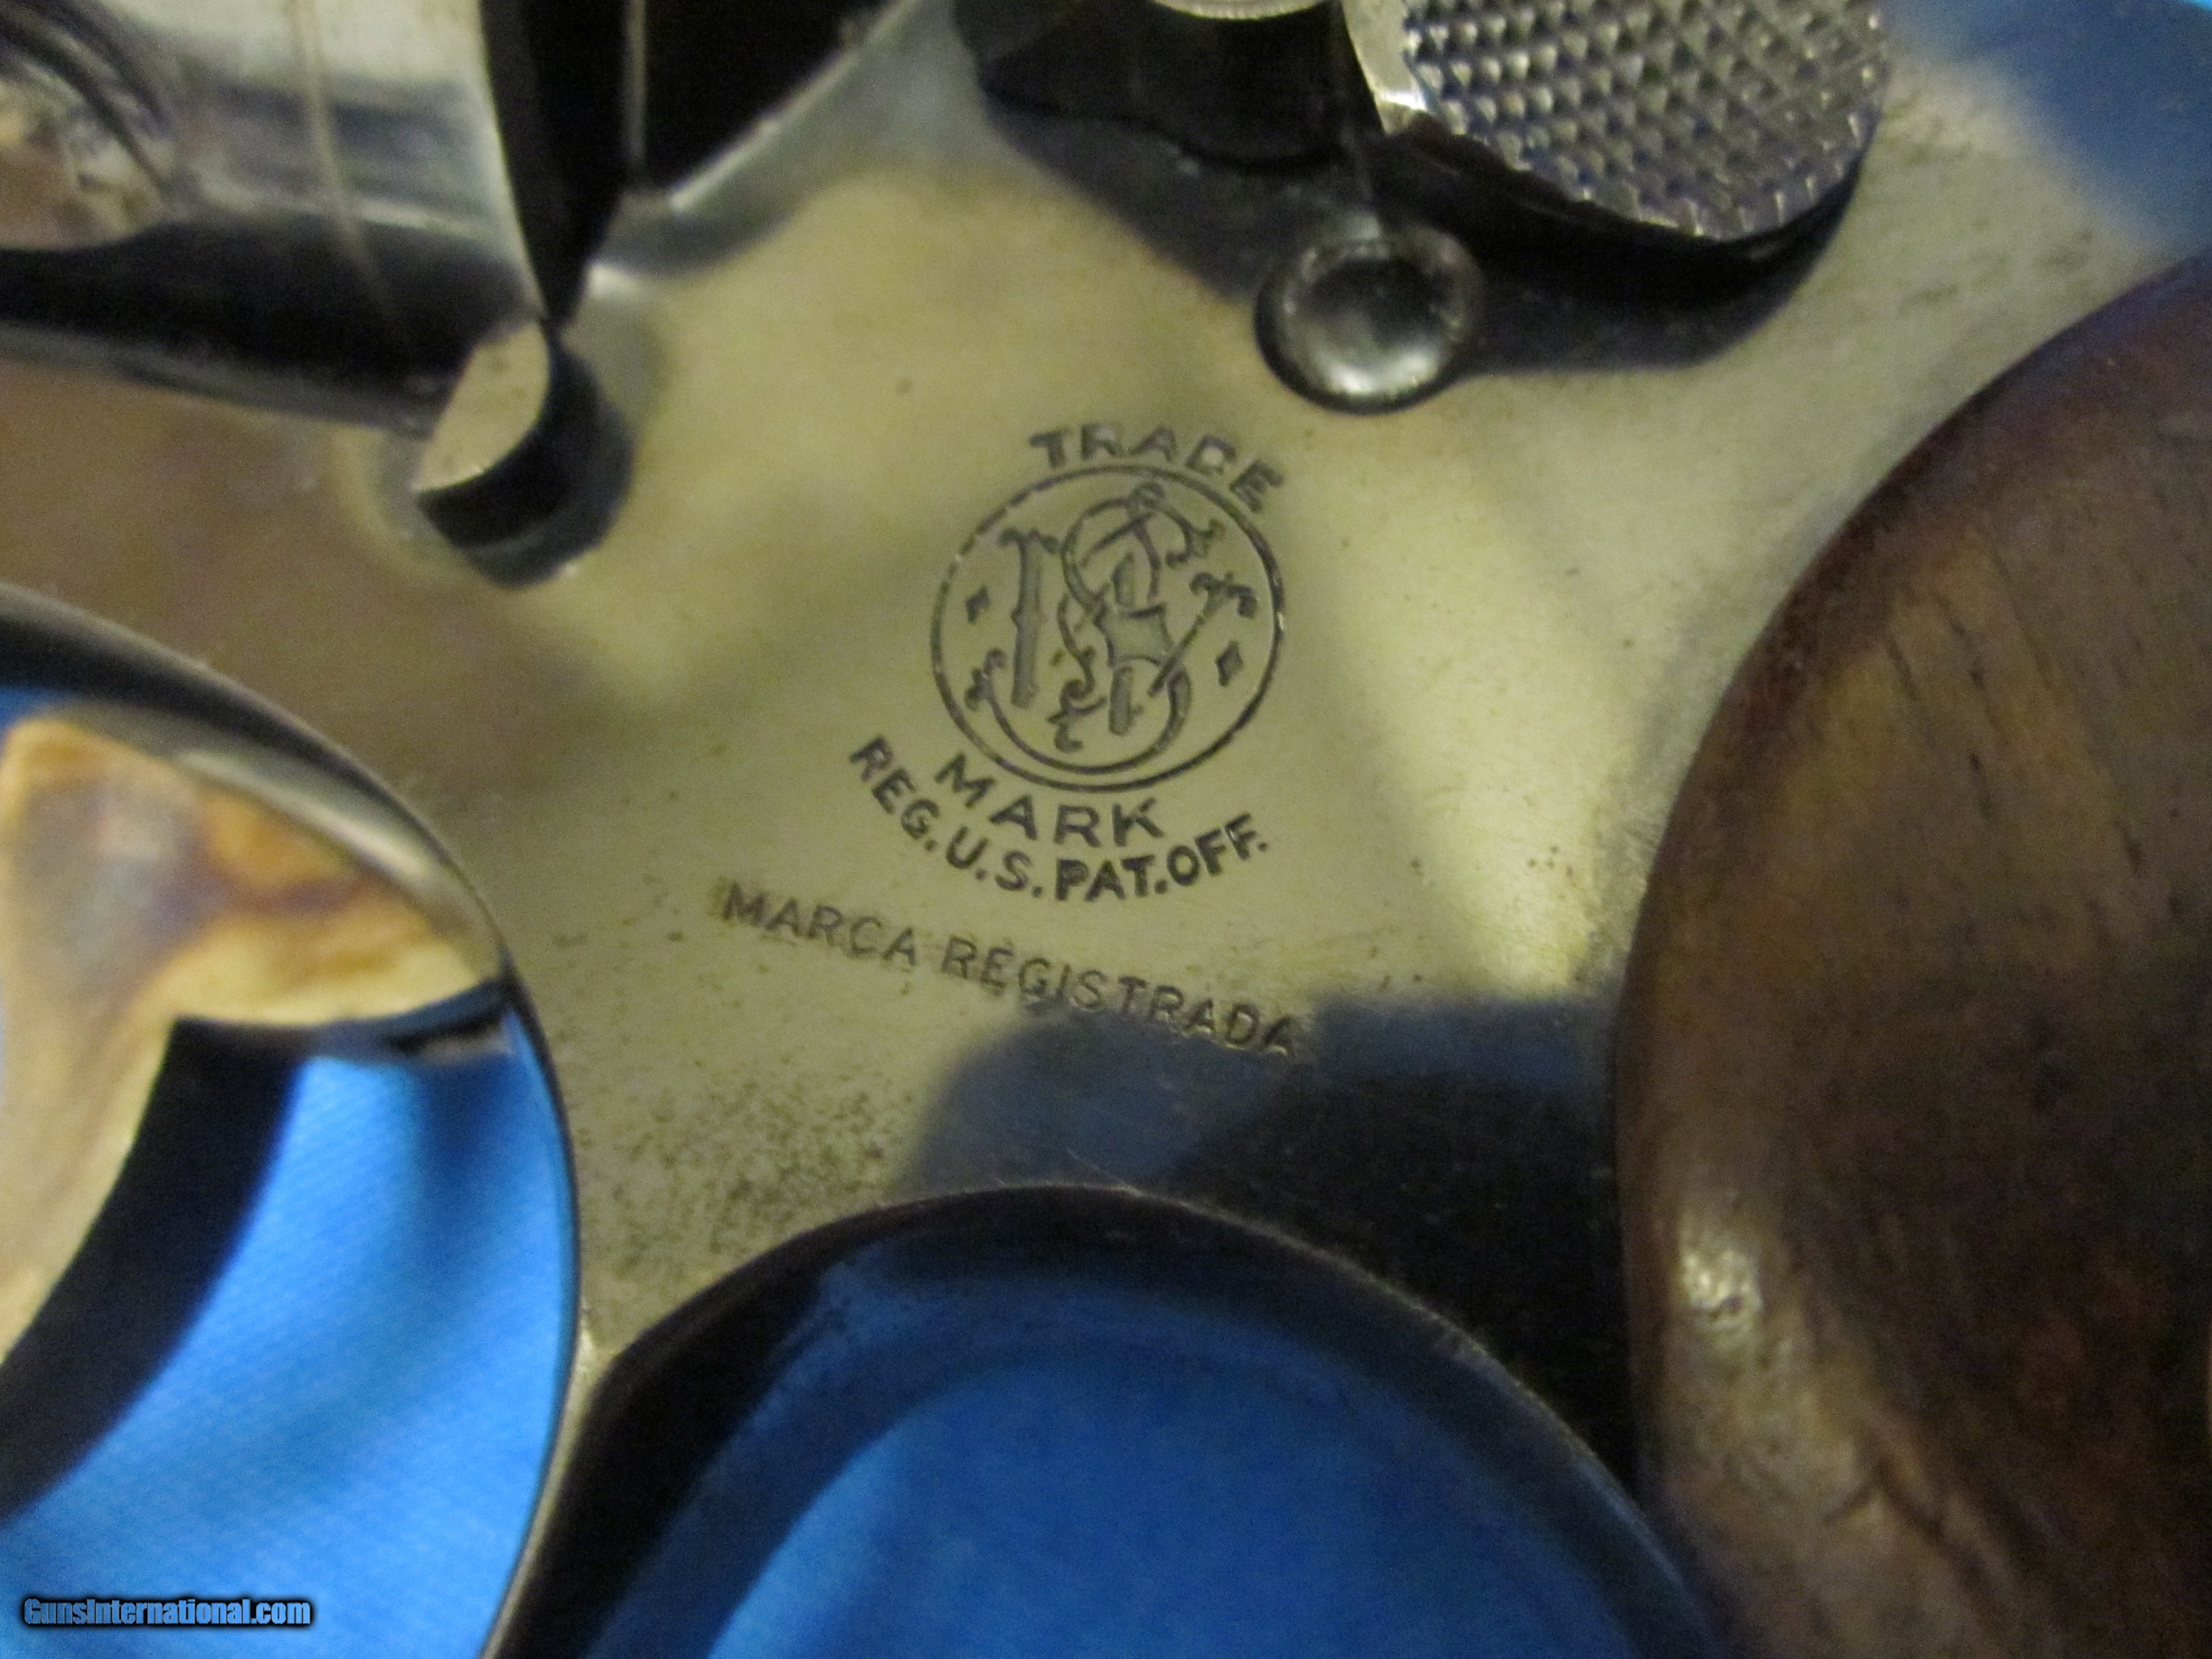 TRADE
MARK
REG. U.S. PAT. OFF.
MARCA REGISTRADA
GunsInternational.com